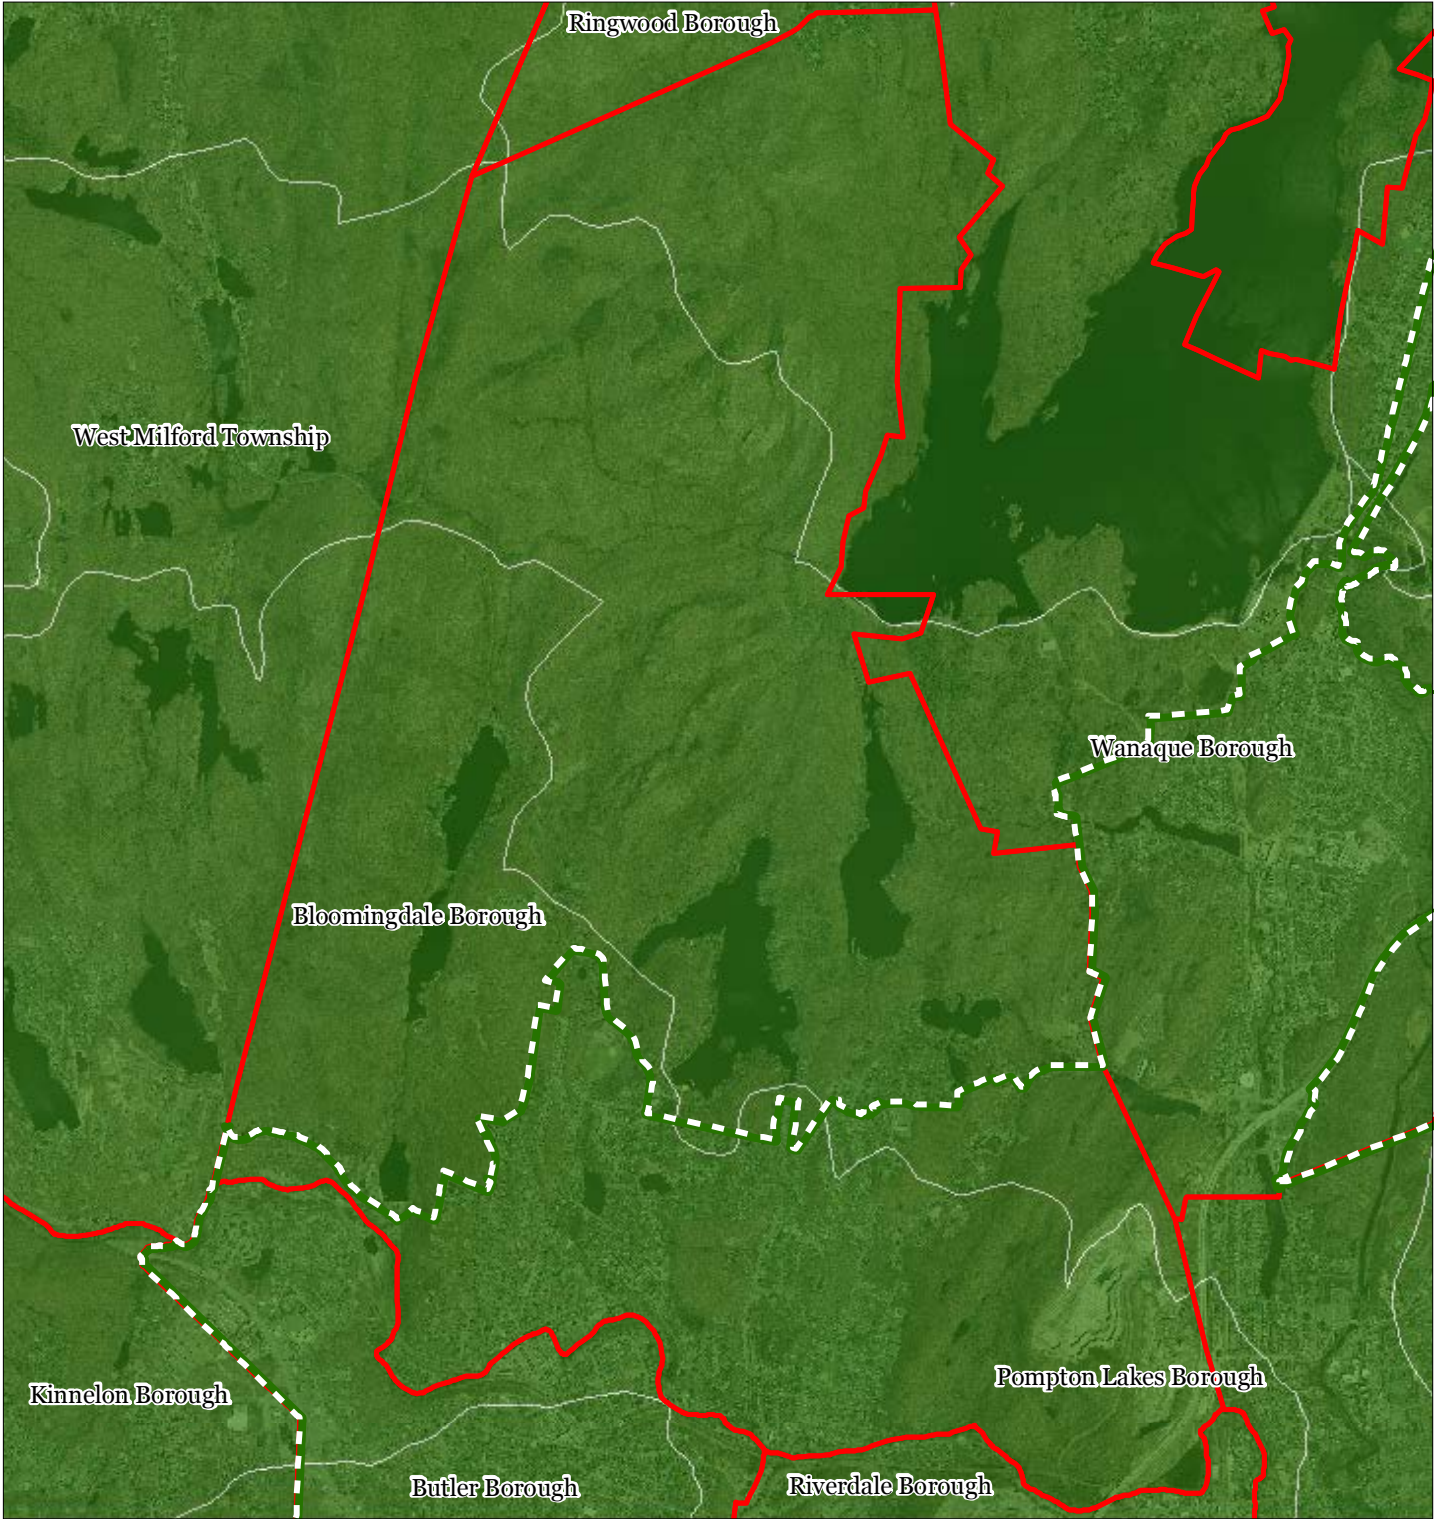 Ringwood Borough
West Milford Township
Wanaque Borough
Bloomingdale Borough
Pompton Lakes Borough
Kinnelon Borough
Butler Borough
Riverdale Borough